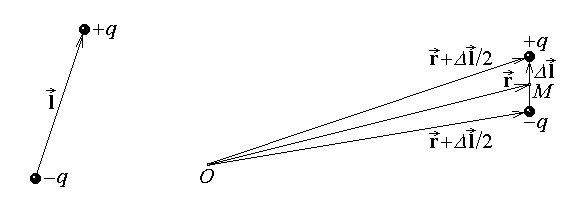 +q
l⃗
−q
r⃗+Δl⃗/2
+q
r⃗
Δl⃗
M
−q
r⃗+Δl⃗/2
O